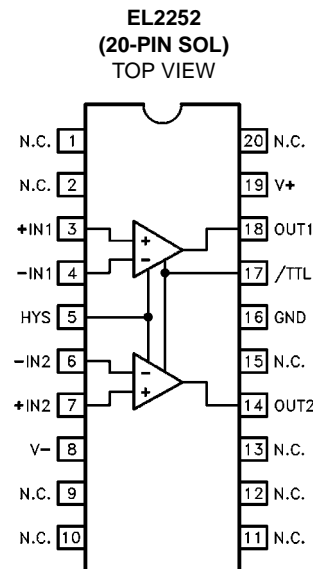 EL2252
(20-PIN SOL)
TOP VIEW
N.C. 1 20 N.C.
N.C. 2 19 V+
+IN1 3 + 18 OUT1
−IN1 4 − 17 /TTL
HYS 5 16 GND
−IN2 6 − 15 N.C.
+IN2 7 + 14 OUT2
V− 8 13 N.C.
N.C. 9 12 N.C.
N.C. 10 11 N.C.